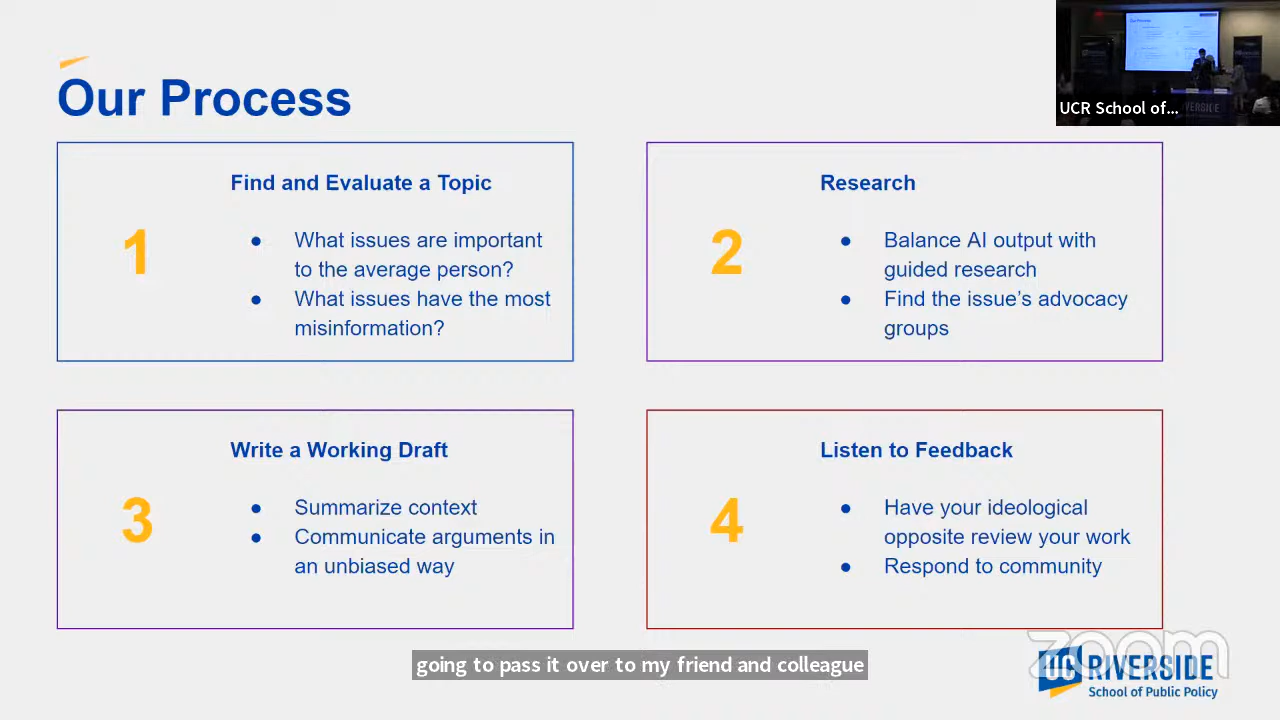 Our Process
UCR School of...
RIVERSIDE
1
Find and Evaluate a Topic
● What issues are important
to the average person?
● What issues have the most
misinformation?
2
Research
● Balance AI output with
guided research
● Find the issue's advocacy
groups
3
Write a Working Draft
● Summarize context
● Communicate arguments in
an unbiased way
4
Listen to Feedback
● Have your ideological
opposite review your work
● Respond to community
going to pass it over to my friend and colleague
zoom
UC RIVERSIDE
School of Public Policy